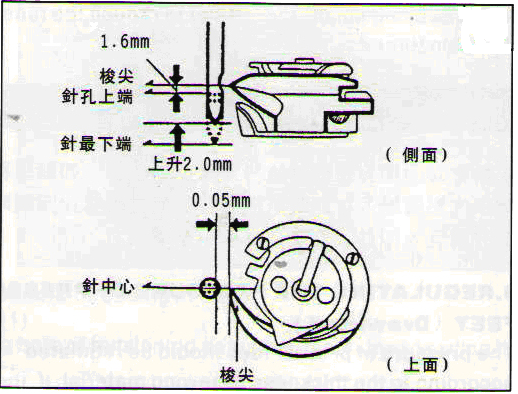 1.6mm
梭尖
針孔上端
針最下端
上升2.0mm
(側面)
0.05mm
針中心
梭尖
(上面)